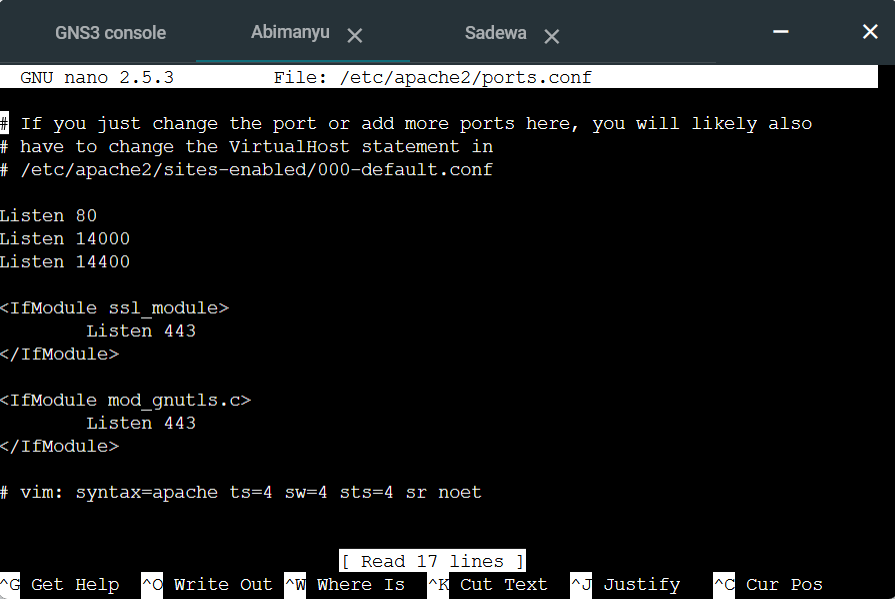 GNS3 console Abimanyu Sadewa
GNU nano 2.5.3 File: /etc/apache2/ports.conf
# If you just change the port or add more ports here, you will likely also
# have to change the VirtualHost statement in
# /etc/apache2/sites-enabled/000-default.conf
Listen 80
Listen 14000
Listen 14400
<IfModule ssl_module>
Listen 443
</IfModule>
<IfModule mod_gnutls.c>
Listen 443
</IfModule>
# vim: syntax=apache ts=4 sw=4 sts=4 sr noet
[ Read 17 lines ]
^G Get Help ^O Write Out ^W Where Is ^K Cut Text ^J Justify ^C Cur Pos